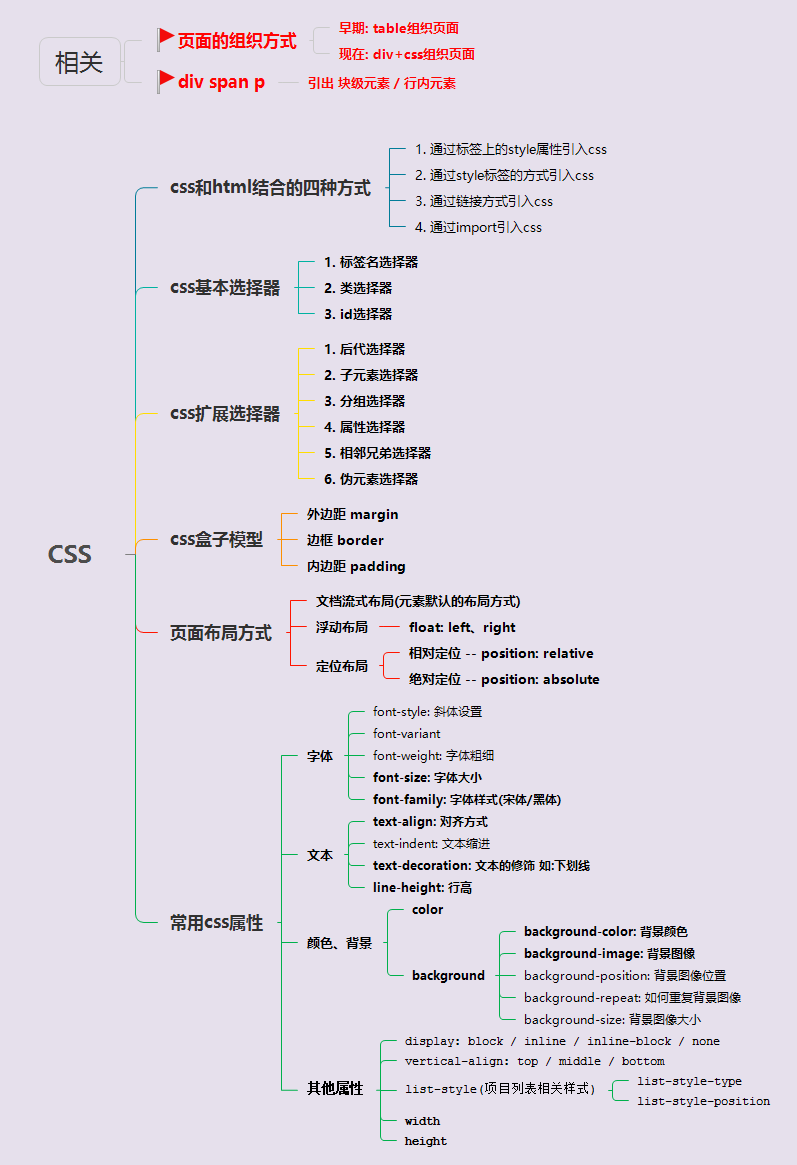 相关
页面的组织方式
早期: table组织页面
现在: div+css组织页面
div span p
引出 块级元素 / 行内元素
CSS
css和html结合的四种方式
1. 通过标签上的style属性引入css
2. 通过style标签的方式引入css
3. 通过链接方式引入css
4. 通过import引入css
css基本选择器
1. 标签名选择器
2. 类选择器
3. id选择器
css扩展选择器
1. 后代选择器
2. 子元素选择器
3. 分组选择器
4. 属性选择器
5. 相邻兄弟选择器
6. 伪元素选择器
css盒子模型
外边距 margin
边框 border
内边距 padding
页面布局方式
文档流式布局(元素默认的布局方式)
浮动布局
float: left、right
定位布局
相对定位 -- position: relative
绝对定位 -- position: absolute
常用css属性
字体
font-style: 斜体设置
font-variant
font-weight: 字体粗细
font-size: 字体大小
font-family: 字体样式(宋体/黑体)
文本
text-align: 对齐方式
text-indent: 文本缩进
text-decoration: 文本的修饰 如:下划线
line-height: 行高
颜色、背景
color
background
background-color: 背景颜色
background-image: 背景图像
background-position: 背景图像位置
background-repeat: 如何重复背景图像
background-size: 背景图像大小
其他属性
display: block / inline / inline-block / none
vertical-align: top / middle / bottom
list-style(项目列表相关样式)
list-style-type
list-style-position
width
height